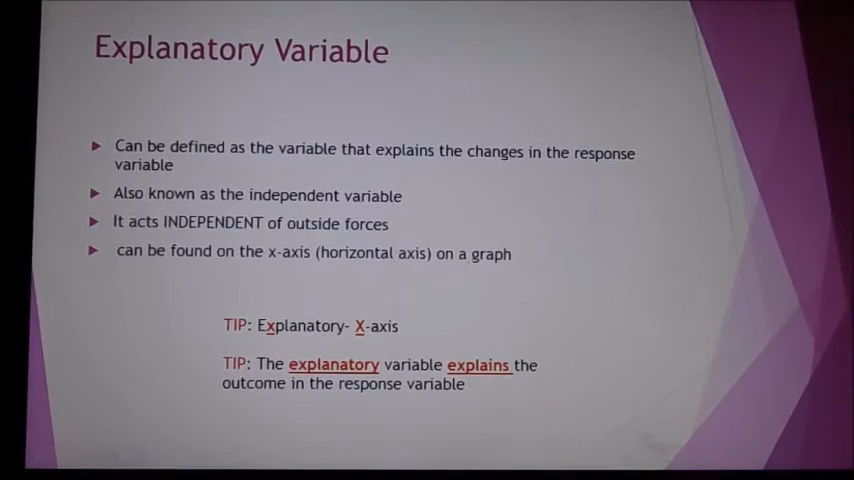 Explanatory Variable
Can be defined as the variable that explains the changes in the response
variable
Also known as the independent variable
It acts INDEPENDENT of outside forces
can be found on the x-axis (horizontal axis) on a graph
TIP: Explanatory- X-axis
TIP: The explanatory variable explains the
outcome in the response variable